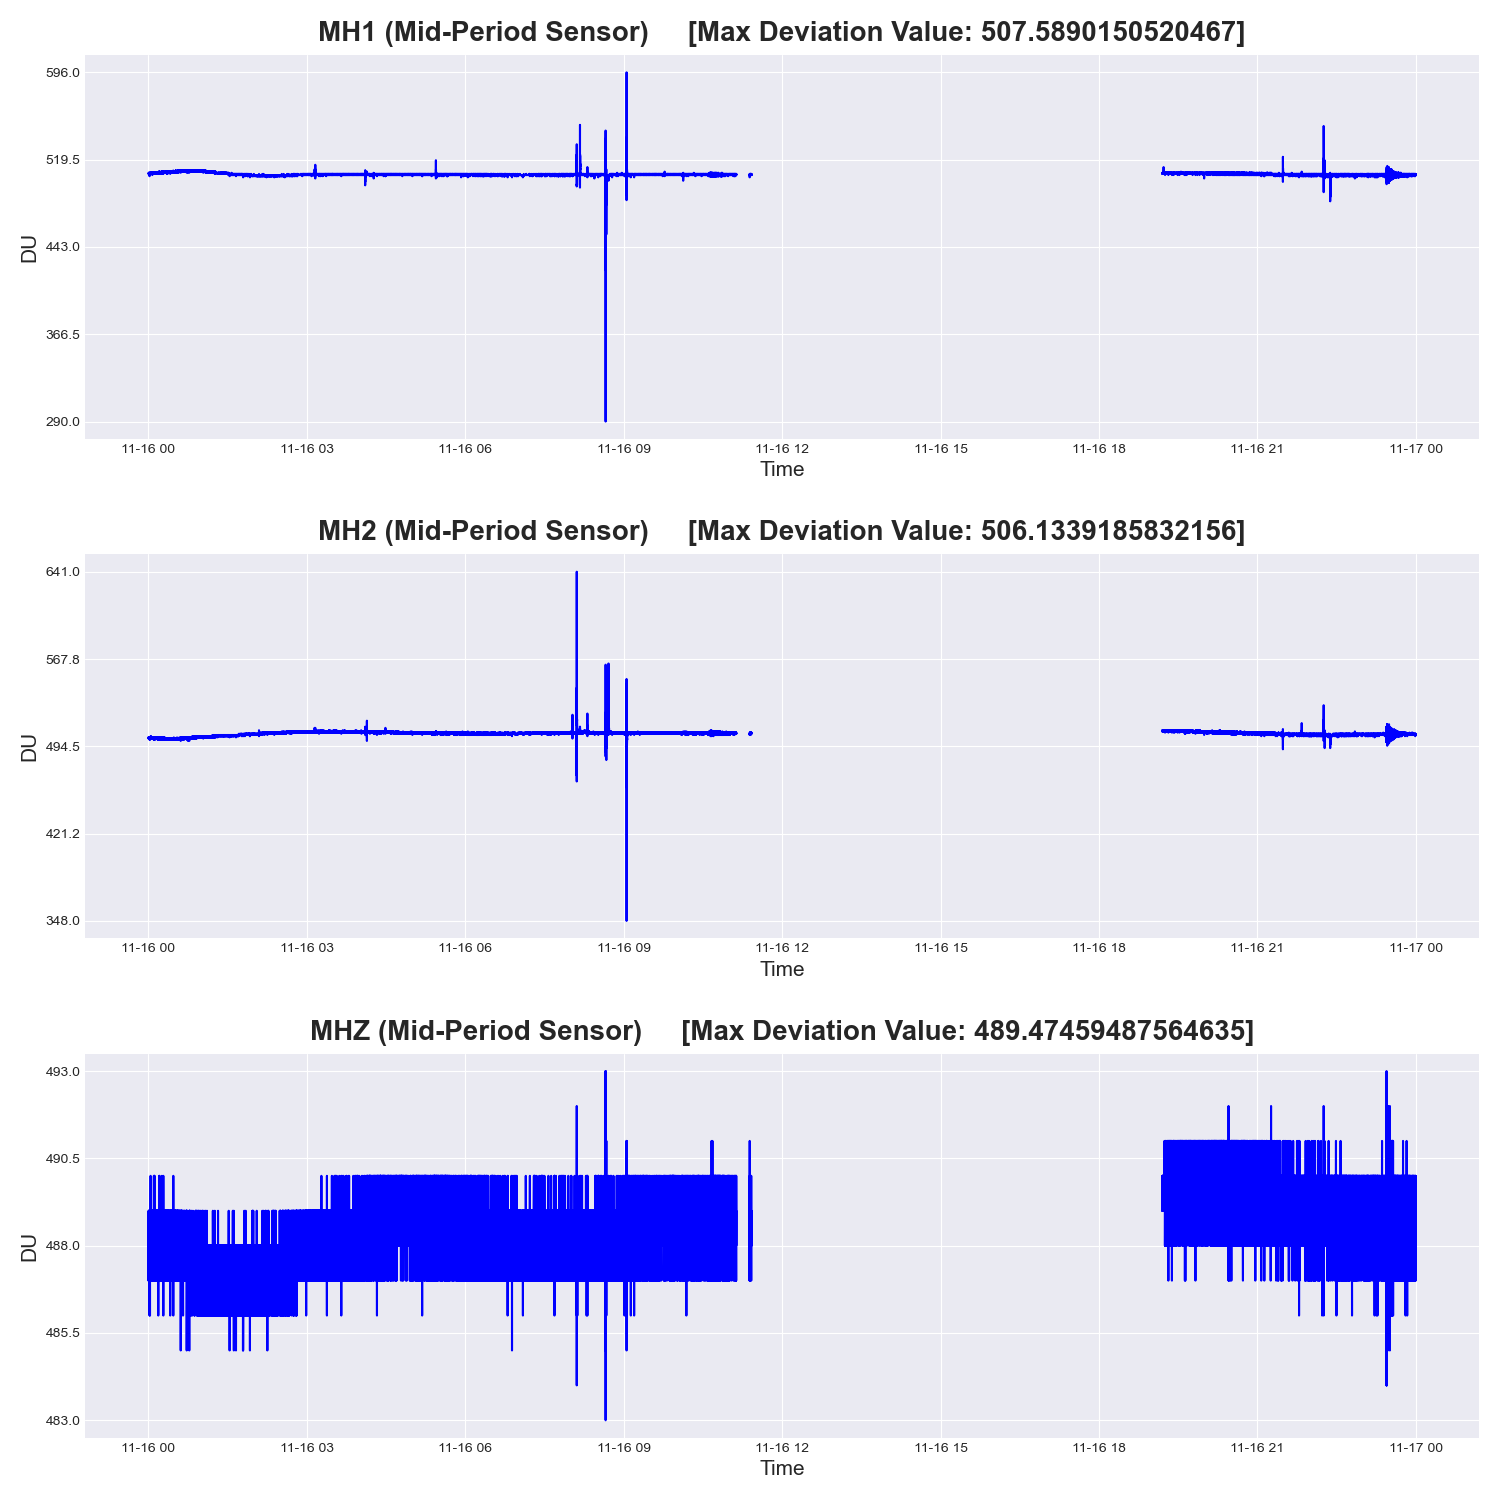 MH1 (Mid-Period Sensor) [Max Deviation Value: 507.5890150520467]
596.0
519.5
443.0
366.5
290.0
DU
11-16 00 11-16 03 11-16 06 11-16 09 11-16 12 11-16 15 11-16 18 11-16 21 11-17 00
Time
MH2 (Mid-Period Sensor) [Max Deviation Value: 506.1339185832156]
641.0
567.8
494.5
421.2
348.0
DU
11-16 00 11-16 03 11-16 06 11-16 09 11-16 12 11-16 15 11-16 18 11-16 21 11-17 00
Time
MHZ (Mid-Period Sensor) [Max Deviation Value: 489.47459487564635]
493.0
490.5
488.0
485.5
483.0
DU
11-16 00 11-16 03 11-16 06 11-16 09 11-16 12 11-16 15 11-16 18 11-16 21 11-17 00
Time